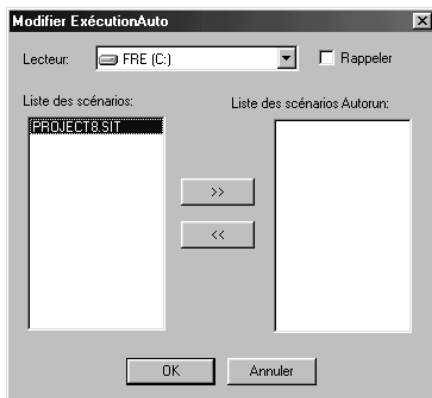 Modifier ExécutionAuto
Lecteur: FRE (C:) Rappeler
Liste des scénarios: Liste des scénarios Autorun:
PROJECT8.SIT
>>
<<
OK Annuler